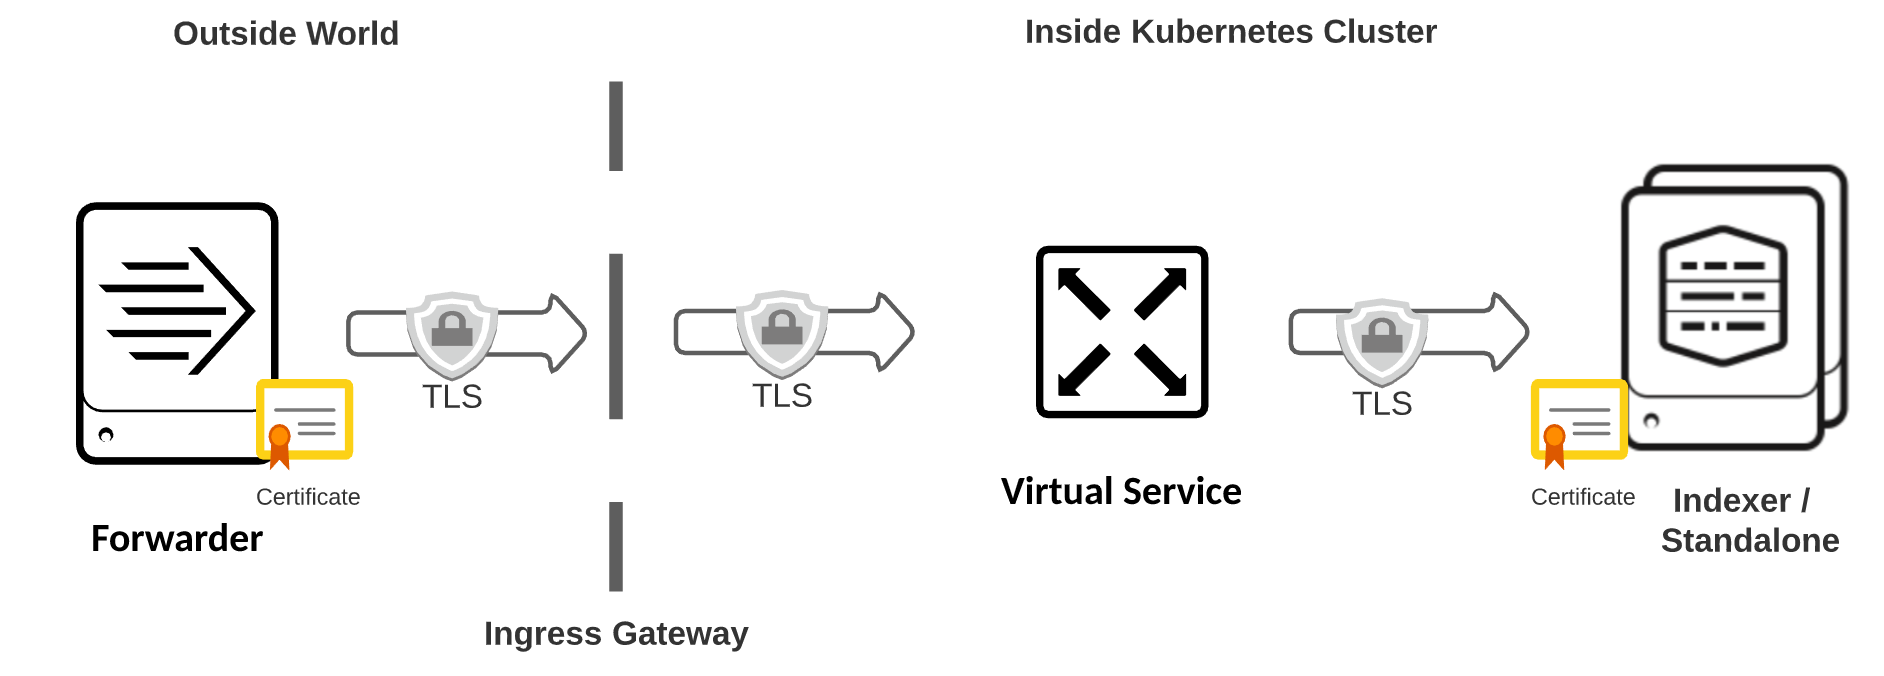 Outside World
Inside Kubernetes Cluster
TLS
TLS
TLS
Certificate
Forwarder
Virtual Service
Certificate
Indexer /
Standalone
Ingress Gateway